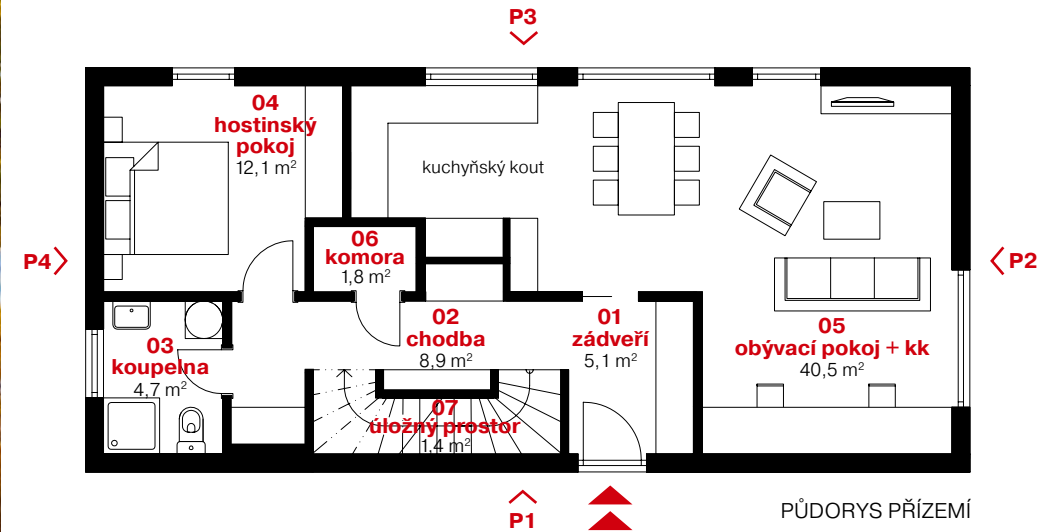 P3
04
hostinský
pokoj
12,1 m²
kuchyňský kout
06
komora
1,8 m²
P4
P2
02
chodba
8,9 m²
01
zádveří
5,1 m²
05
obývací pokoj + kk
40,5 m²
03
koupelna
4,7 m²
07
úložný prostor
1,4 m²
P1
PŮDORYS PŘÍZEMÍ